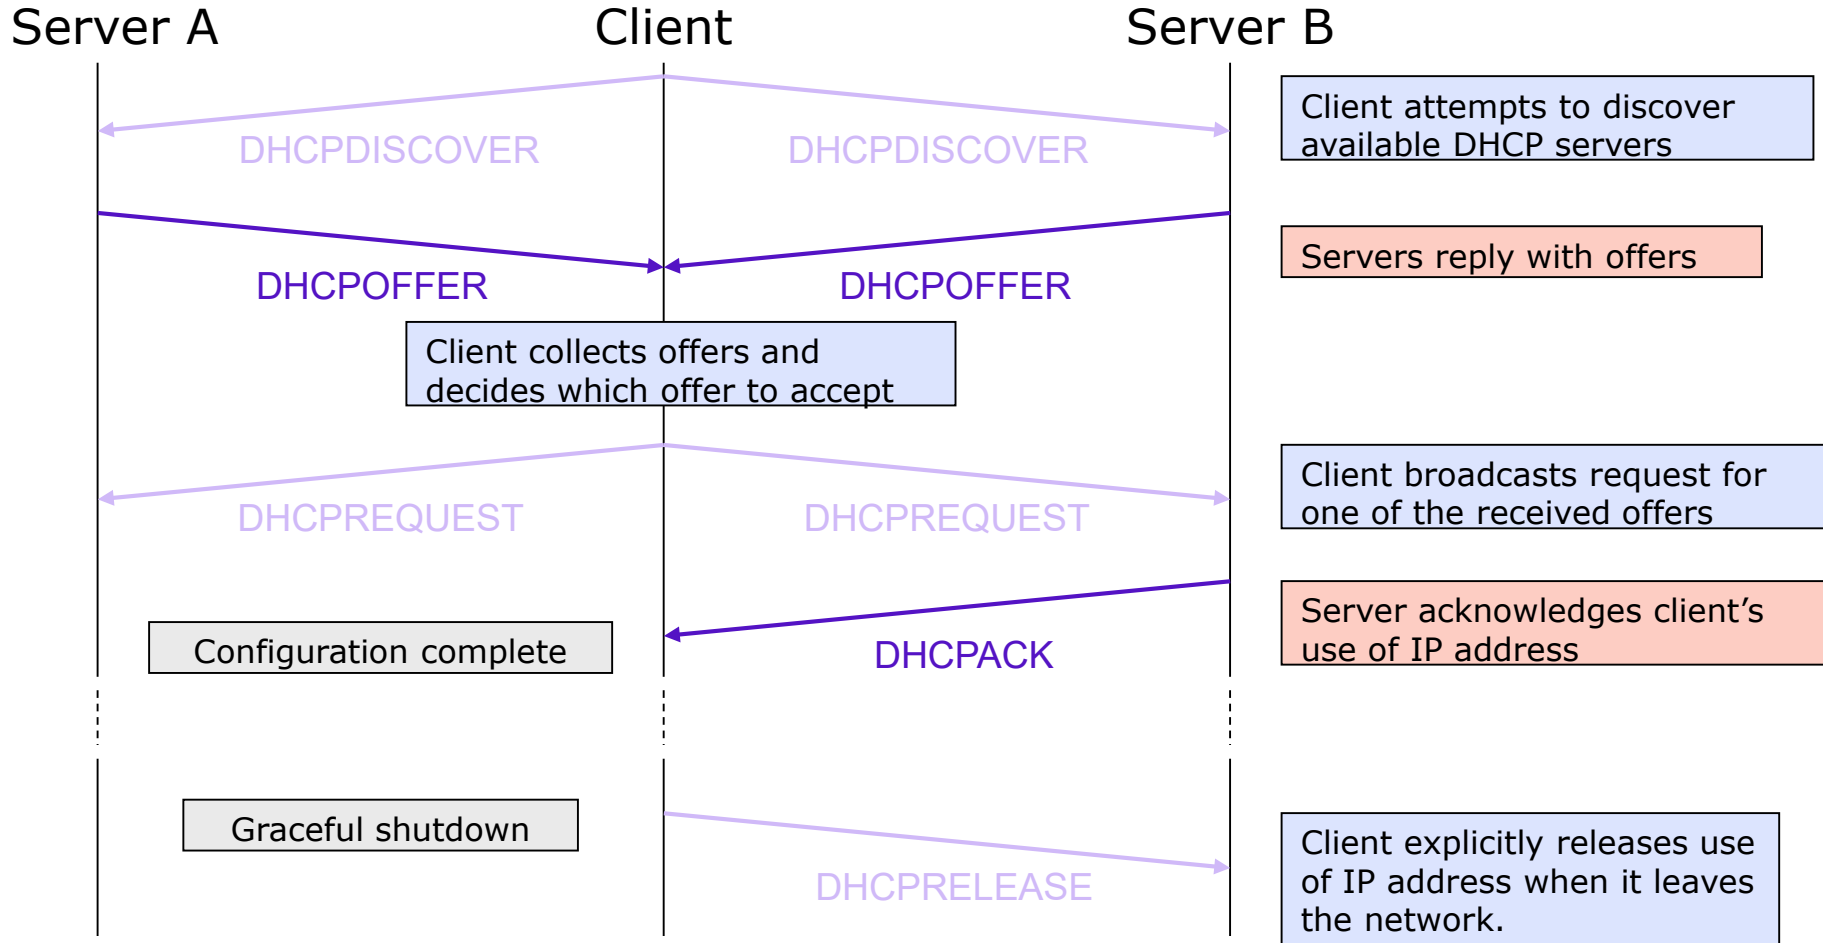 Server A
Client
Server B
Client attempts to discover
available DHCP servers
DHCPDISCOVER
DHCPDISCOVER
Servers reply with offers
DHCPOFFER
DHCPOFFER
Client collects offers and
decides which offer to accept
Client broadcasts request for
one of the received offers
DHCPREQUEST
DHCPREQUEST
Server acknowledges client’s
use of IP address
Configuration complete
DHCPACK
Graceful shutdown
Client explicitly releases use
of IP address when it leaves
the network.
DHCPRELEASE